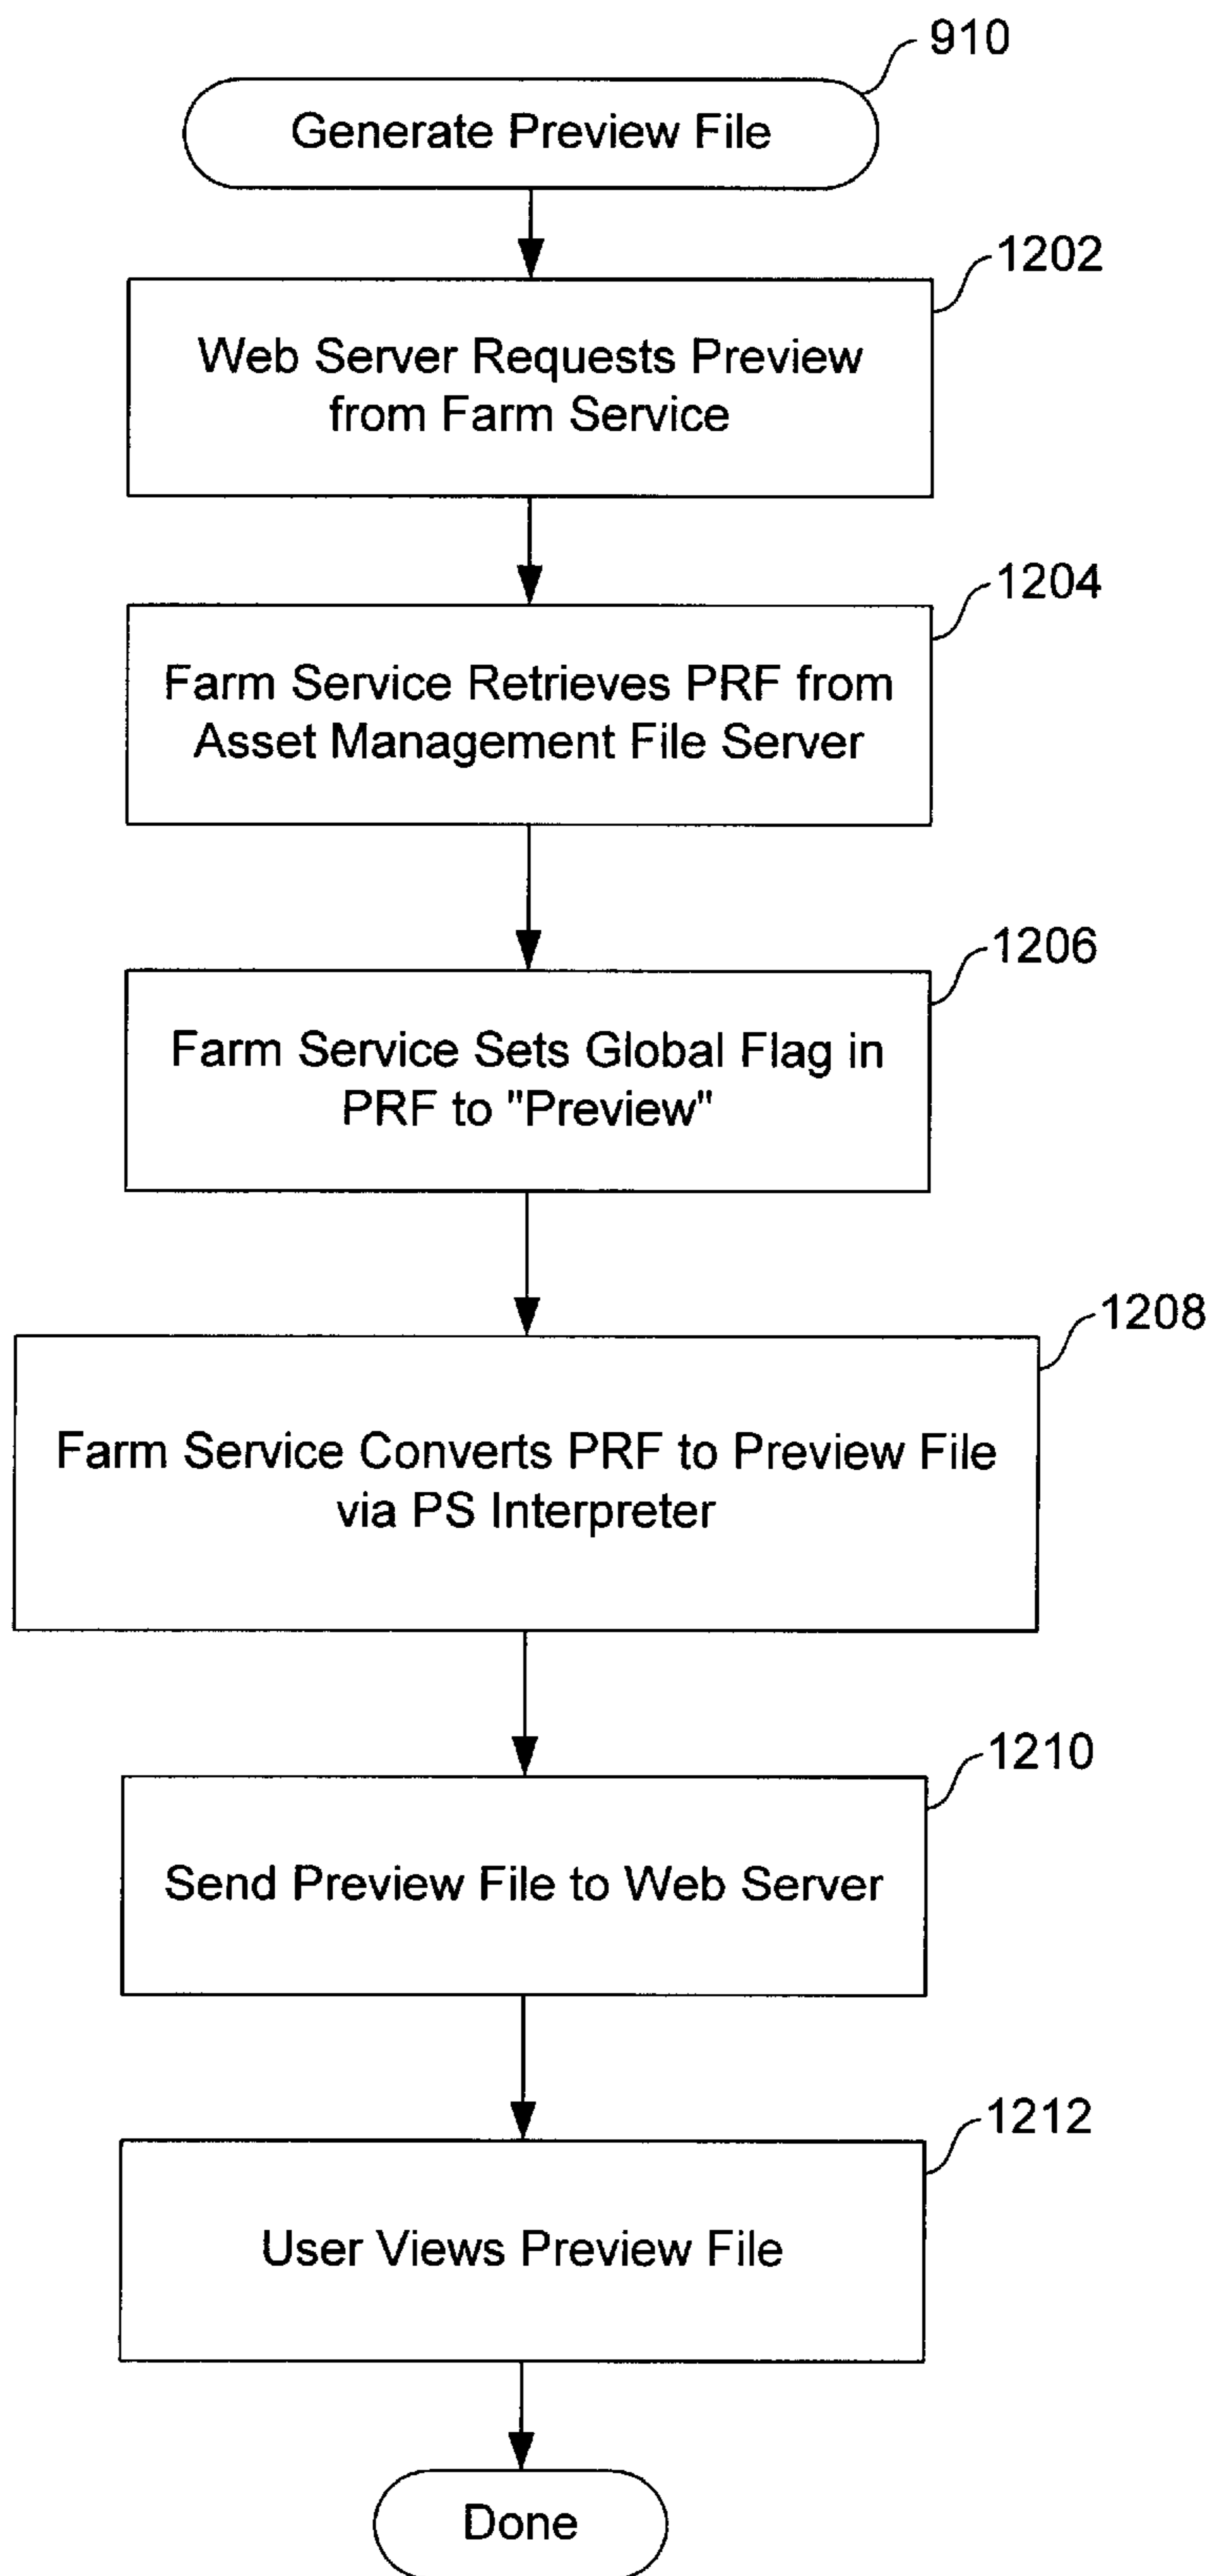 910
Generate Preview File
1202
Web Server Requests Preview
from Farm Service
1204
Farm Service Retrieves PRF from
Asset Management File Server
1206
Farm Service Sets Global Flag in
PRF to "Preview"
1208
Farm Service Converts PRF to Preview File
via PS Interpreter
1210
Send Preview File to Web Server
1212
User Views Preview File
Done